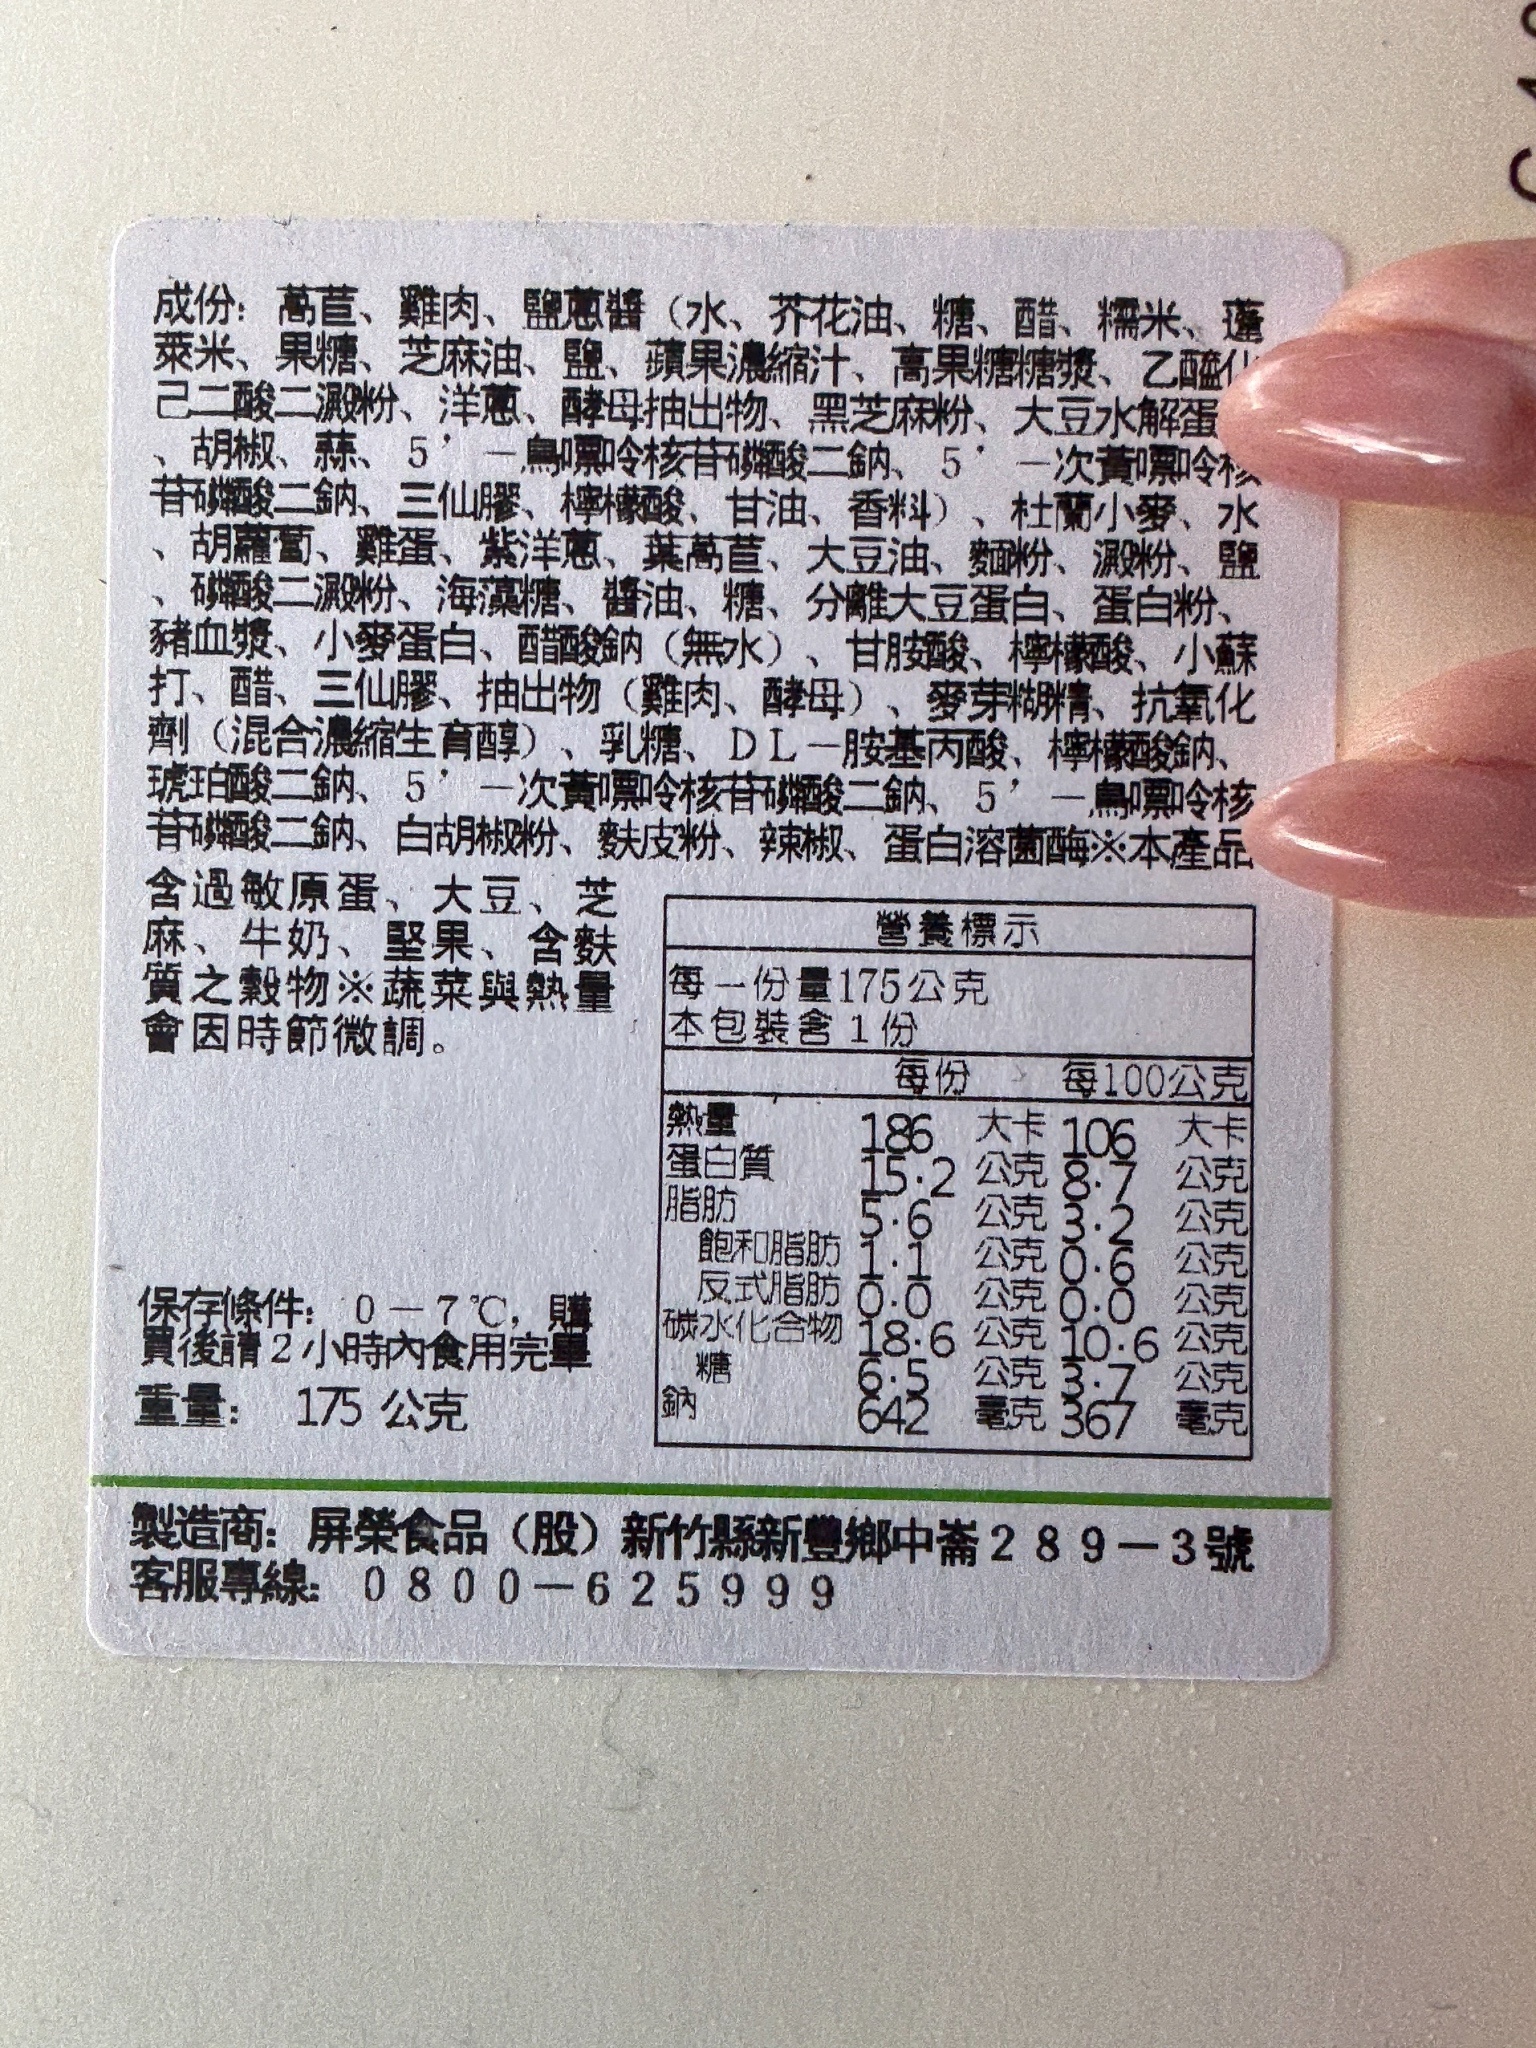 成份：萵苣、雞肉、鹽蔥醬（水、芥花油、糖、醋、糯米、蓬
萊米、果糖、芝麻油、鹽、蘋果濃縮汁、高果糖糖漿、乙醯化
己二酸二澱粉、洋蔥、酵母抽出物、黑芝麻粉、大豆水解蛋
、胡椒、蒜、5’－鳥嘌呤核苷磷酸二鈉、5’－次黃嘌呤核
苷磷酸二鈉、三仙膠、檸檬酸、甘油、香料）、杜蘭小麥、水
、胡蘿蔔、雞蛋、紫洋蔥、葉萵苣、大豆油、麵粉、澱粉、鹽
、磷酸二澱粉、海藻糖、醬油、糖、分離大豆蛋白、蛋白粉、
豬血漿、小麥蛋白、醋酸鈉（無水）、甘胺酸、檸檬酸、小蘇
打、醋、三仙膠、抽出物（雞肉、酵母）、麥芽糊精、抗氧化
劑（混合濃縮生育醇）、乳糖、DL－胺基丙酸、檸檬酸鈉、
琥珀酸二鈉、5’－次黃嘌呤核苷磷酸二鈉、5’－鳥嘌呤核
苷磷酸二鈉、白胡椒粉、麩皮粉、辣椒、蛋白溶菌酶※本產品
含過敏原蛋、大豆、芝
麻、牛奶、堅果、含麩
質之穀物※蔬菜與熱量
會因時節微調。
營養標示
每一份量175公克
本包裝含1份
每份 每100公克
熱量 186 大卡 106 大卡
蛋白質 15.2 公克 8.7 公克
脂肪 5.6 公克 3.2 公克
飽和脂肪 1.1 公克 0.6 公克
反式脂肪 0.0 公克 0.0 公克
碳水化合物 18.6 公克 10.6 公克
糖 6.5 公克 3.7 公克
鈉 642 毫克 367 毫克
保存條件：0－7℃，購
買後請2小時內食用完畢
重量：175公克
製造商：屏榮食品（股）新竹縣新豐鄉中崙289－3號
客服專線：0800－625999